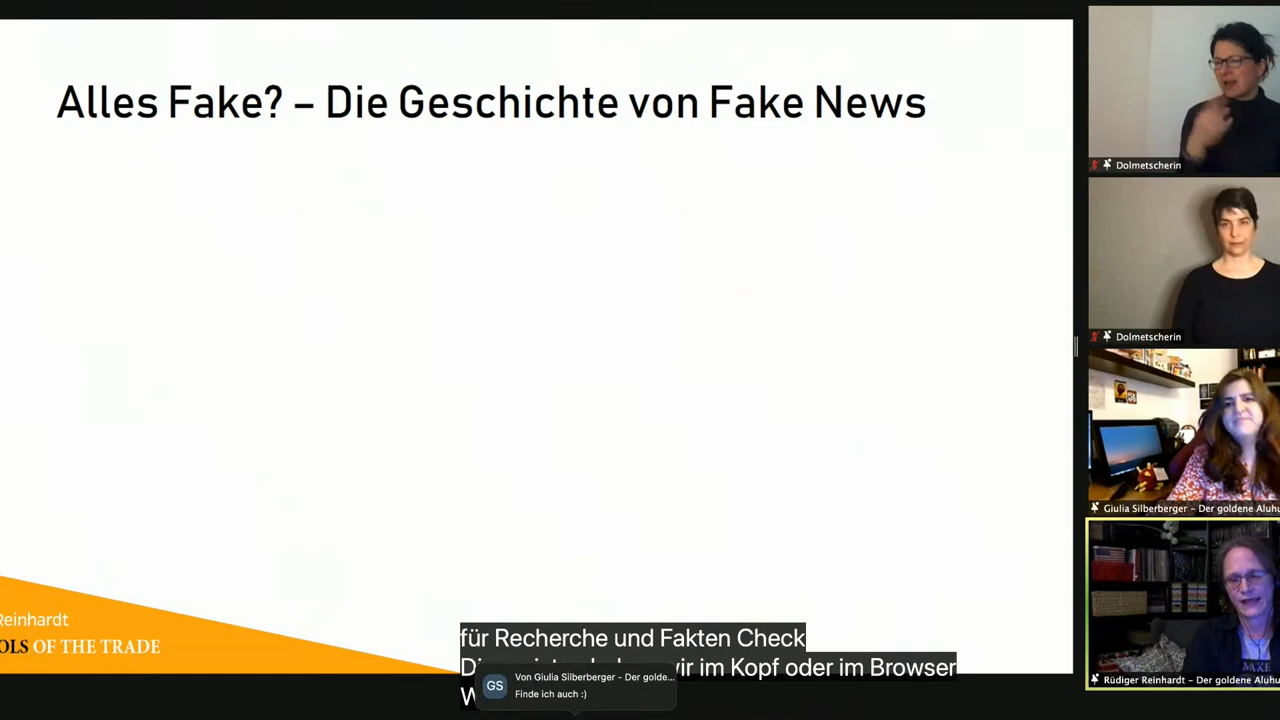 Alles Fake? – Die Geschichte von Fake News
Reinhardt
OLS OF THE TRADE
für Recherche und Fakten Check
wir im Kopf oder im Browser
GS
Von Giulia Silberberger - Der golde...
Finde ich auch :)
Dolmetscherin
Dolmetscherin
Giulia Silberberger – Der goldene Aluhu
Rüdiger Reinhardt – Der goldene Aluhu
MAKE